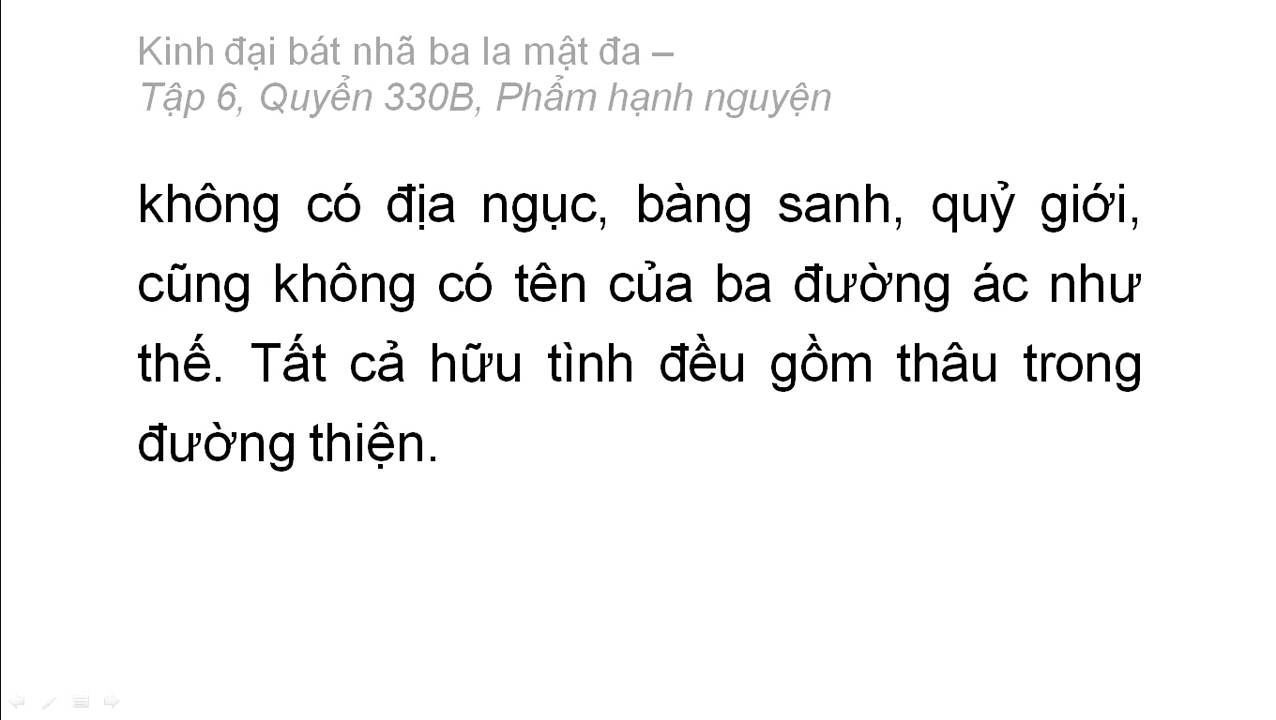 Kinh đại bát nhã ba la mật đa –
Tập 6, Quyển 330B, Phẩm hạnh nguyện
không có địa ngục, bàng sanh, quỷ giới,
cũng không có tên của ba đường ác như
thế. Tất cả hữu tình đều gồm thâu trong
đường thiện.